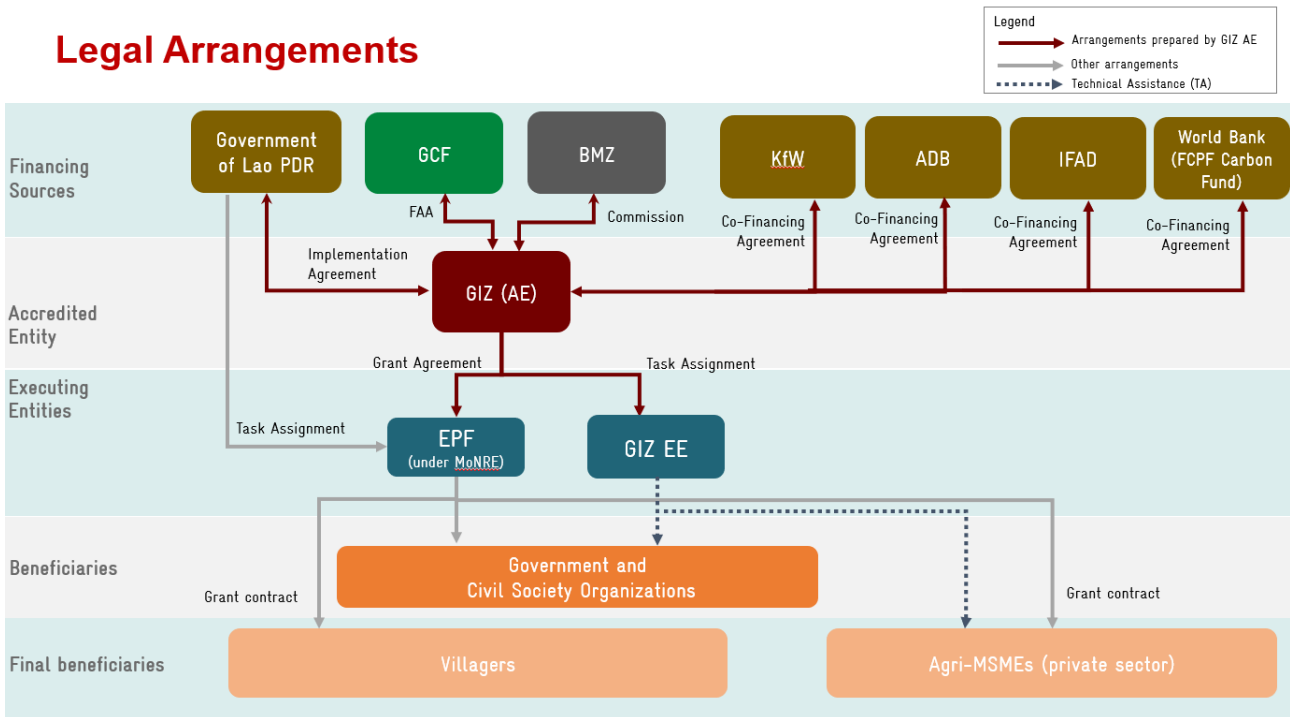 Legal Arrangements
Legend
Arrangements prepared by GIZ AE
Other arrangements
Technical Assistance (TA)
Financing
Sources
Government
of Lao PDR
GCF
BMZ
KfW
ADB
IFAD
World Bank
(FCPF Carbon
Fund)
FAA
Commission
Co-Financing
Agreement
Co-Financing
Agreement
Co-Financing
Agreement
Co-Financing
Agreement
Implementation
Agreement
Accredited
Entity
GIZ (AE)
Grant Agreement
Task Assignment
Executing
Entities
Task Assignment
EPF
(under MoNRE)
GIZ EE
Beneficiaries
Government and
Civil Society Organizations
Grant contract
Grant contract
Final beneficiaries
Villagers
Agri-MSMEs (private sector)